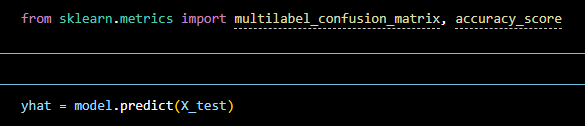 from sklearn.metrics import multilabel_confusion_matrix, accuracy_score
yhat = model.predict(X_test)